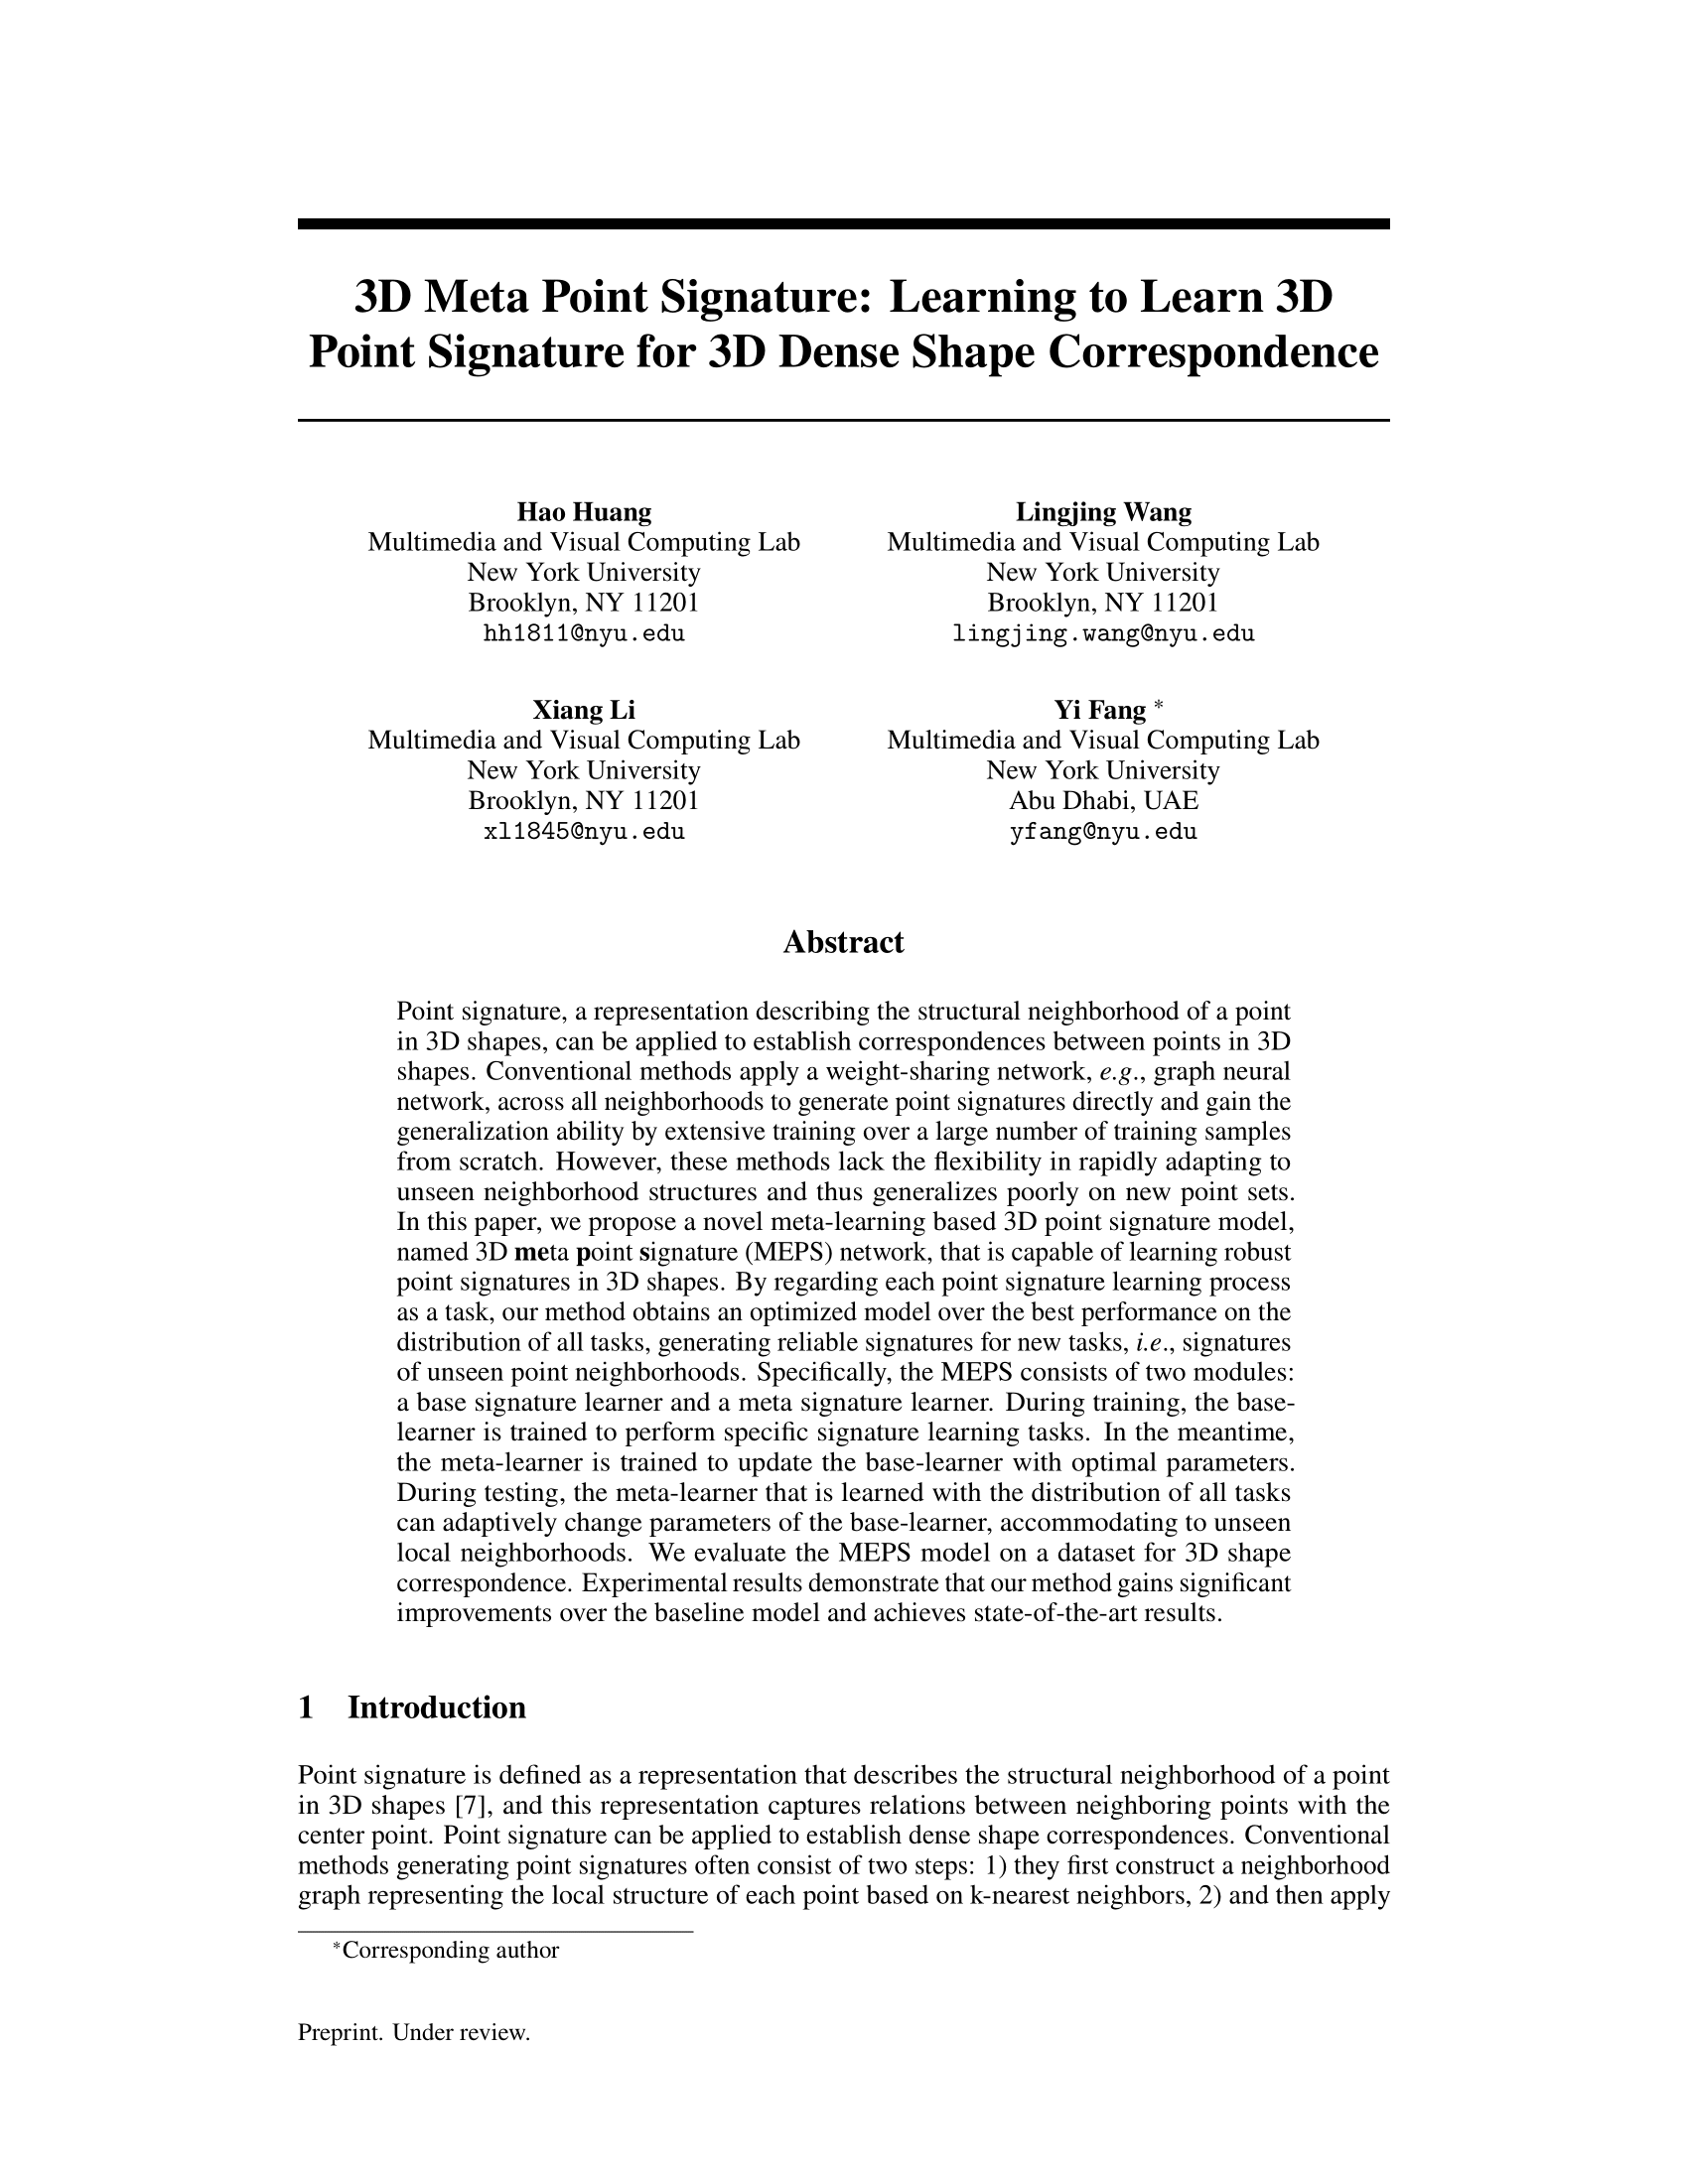 3D Meta Point Signature: Learning to Learn 3D
Point Signature for 3D Dense Shape Correspondence
Hao Huang
Multimedia and Visual Computing Lab
New York University
Brooklyn, NY 11201
hh1811@nyu.edu
Lingjing Wang
Multimedia and Visual Computing Lab
New York University
Brooklyn, NY 11201
lingjing.wang@nyu.edu
Xiang Li
Multimedia and Visual Computing Lab
New York University
Brooklyn, NY 11201
xl1845@nyu.edu
Yi Fang *
Multimedia and Visual Computing Lab
New York University
Abu Dhabi, UAE
yfang@nyu.edu
Abstract
Point signature, a representation describing the structural neighborhood of a point
in 3D shapes, can be applied to establish correspondences between points in 3D
shapes. Conventional methods apply a weight-sharing network, e.g., graph neural
network, across all neighborhoods to generate point signatures directly and gain the
generalization ability by extensive training over a large number of training samples
from scratch. However, these methods lack the flexibility in rapidly adapting to
unseen neighborhood structures and thus generalizes poorly on new point sets.
In this paper, we propose a novel meta-learning based 3D point signature model,
named 3D meta point signature (MEPS) network, that is capable of learning robust
point signatures in 3D shapes. By regarding each point signature learning process
as a task, our method obtains an optimized model over the best performance on the
distribution of all tasks, generating reliable signatures for new tasks, i.e., signatures
of unseen point neighborhoods. Specifically, the MEPS consists of two modules:
a base signature learner and a meta signature learner. During training, the base-
learner is trained to perform specific signature learning tasks. In the meantime,
the meta-learner is trained to update the base-learner with optimal parameters.
During testing, the meta-learner that is learned with the distribution of all tasks
can adaptively change parameters of the base-learner, accommodating to unseen
local neighborhoods. We evaluate the MEPS model on a dataset for 3D shape
correspondence. Experimental results demonstrate that our method gains significant
improvements over the baseline model and achieves state-of-the-art results.
1 Introduction
Point signature is defined as a representation that describes the structural neighborhood of a point
in 3D shapes [7], and this representation captures relations between neighboring points with the
center point. Point signature can be applied to establish dense shape correspondences. Conventional
methods generating point signatures often consist of two steps: 1) they first construct a neighborhood
graph representing the local structure of each point based on k-nearest neighbors, 2) and then apply
*Corresponding author
Preprint. Under review.